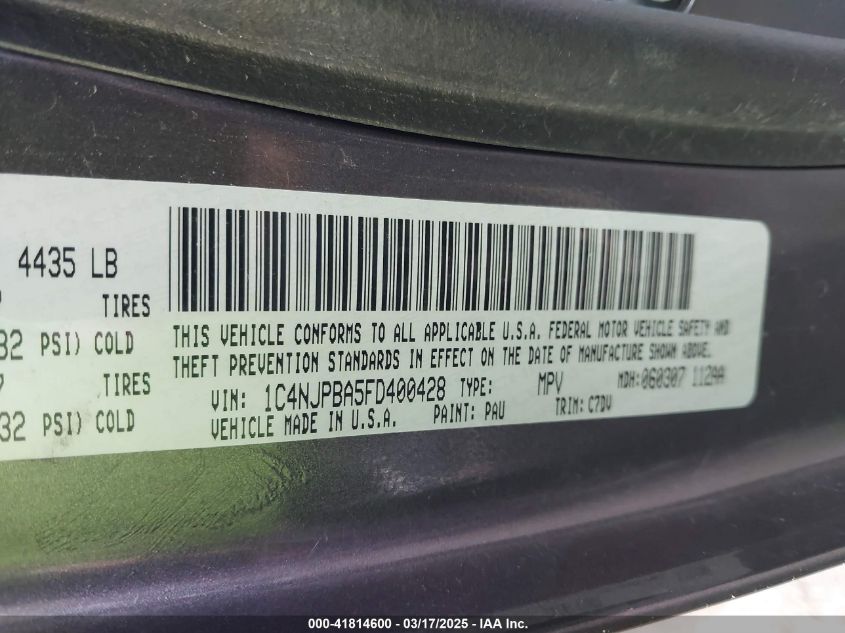 4435 LB
TIRES
32 PSI) COLD
TIRES
32 PSI) COLD
THIS VEHICLE CONFORMS TO ALL APPLICABLE U.S.A. FEDERAL MOTOR VEHICLE SAFETY AND
THEFT PREVENTION STANDARDS IN EFFECT ON THE DATE OF MANUFACTURE SHOWN ABOVE.
VIN: 1C4NJPBA5FD400428 TYPE: MPV MDH:060307 112AA
VEHICLE MADE IN U.S.A. PAINT: PAU TRIM: C7DV
000-41814600 - 03/17/2025 - IAA Inc.